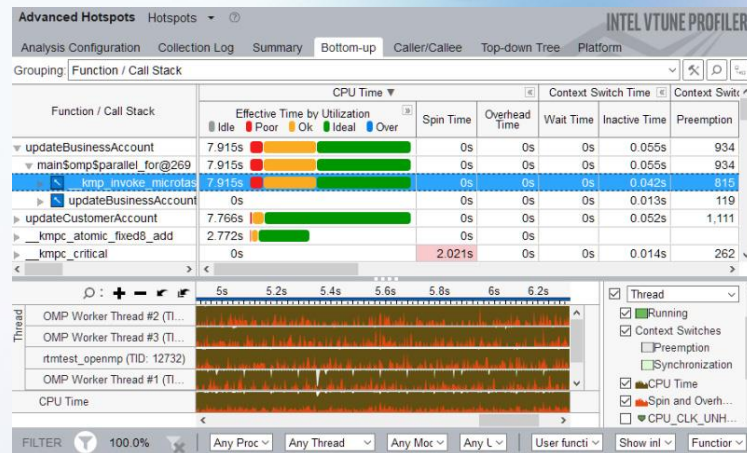 Advanced Hotspots Hotspots
INTEL VTUNE PROFILER
Analysis Configuration Collection Log Summary Bottom-up Caller/Callee Top-down Tree Platform
Grouping: Function / Call Stack
CPU Time Context Switch Time Context Switc
Function / Call Stack Effective Time by Utilization Spin Time Overhead Time Wait Time Inactive Time Preemption
Idle Poor Ok Ideal Over
updateBusinessAccount 7.915s 0s 0s 0s 0.055s 934
main$omp$parallel_for@269 7.915s 0s 0s 0s 0.055s 934
__kmp_invoke_microtas 7.915s 0s 0s 0s 0.042s 815
updateBusinessAccount 0s 0s 0s 0s 0.013s 119
updateCustomerAccount 7.766s 0s 0s 0s 0.052s 1,111
__kmpc_atomic_fixed8_add 2.772s 0s 0s
__kmpc_critical 0s 2.021s 0s 0s 0.014s 262
5s 5.2s 5.4s 5.6s 5.8s 6s 6.2s
Thread
OMP Worker Thread #2 (TI...
OMP Worker Thread #3 (TI...
rtmtest_openmp (TID: 12732)
OMP Worker Thread #1 (TI...
CPU Time
Thread
Running
Context Switches
Preemption
Synchronization
CPU Time
Spin and Overh...
CPU_CLK_UNH...
FILTER 100.0% Any Proc Any Thread Any Moc Any L User functi Show inl Functior